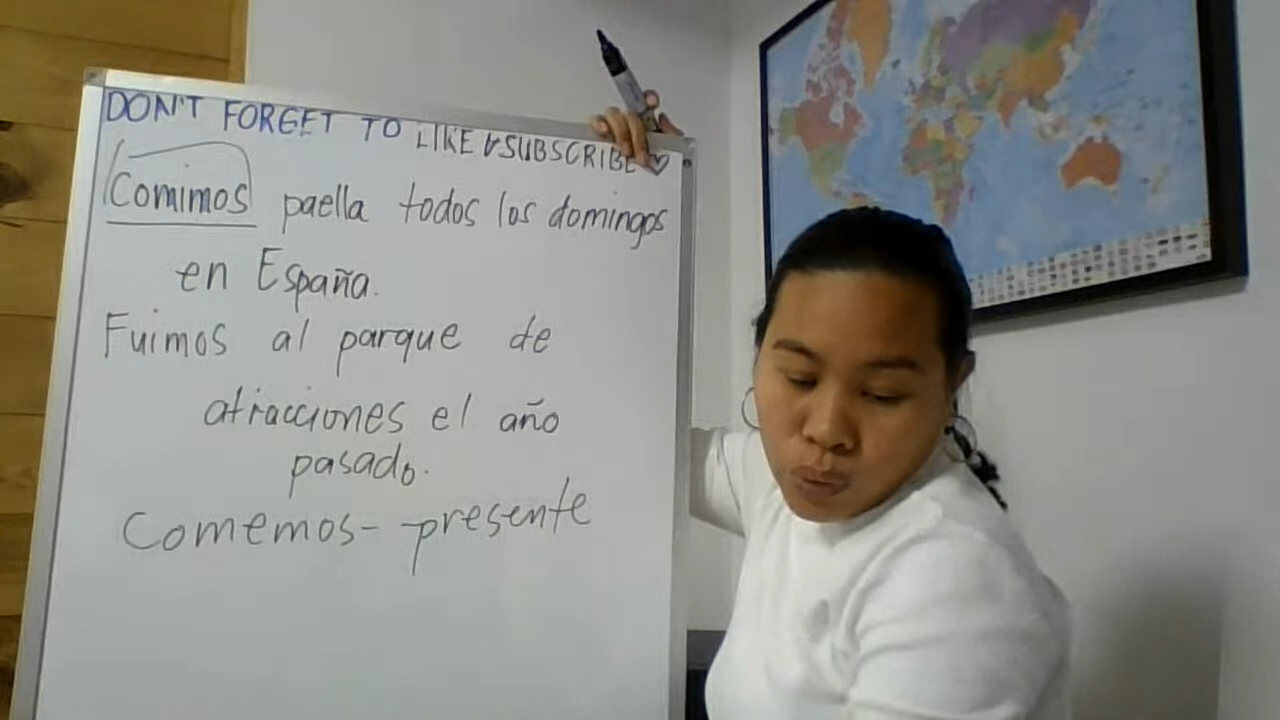 DON'T FORGET TO LIKE & SUBSCRIBE ♡
Comimos paella todos los domingos
en España.
Fuimos al parque de
atracciones el año
pasado.
Comemos - presente